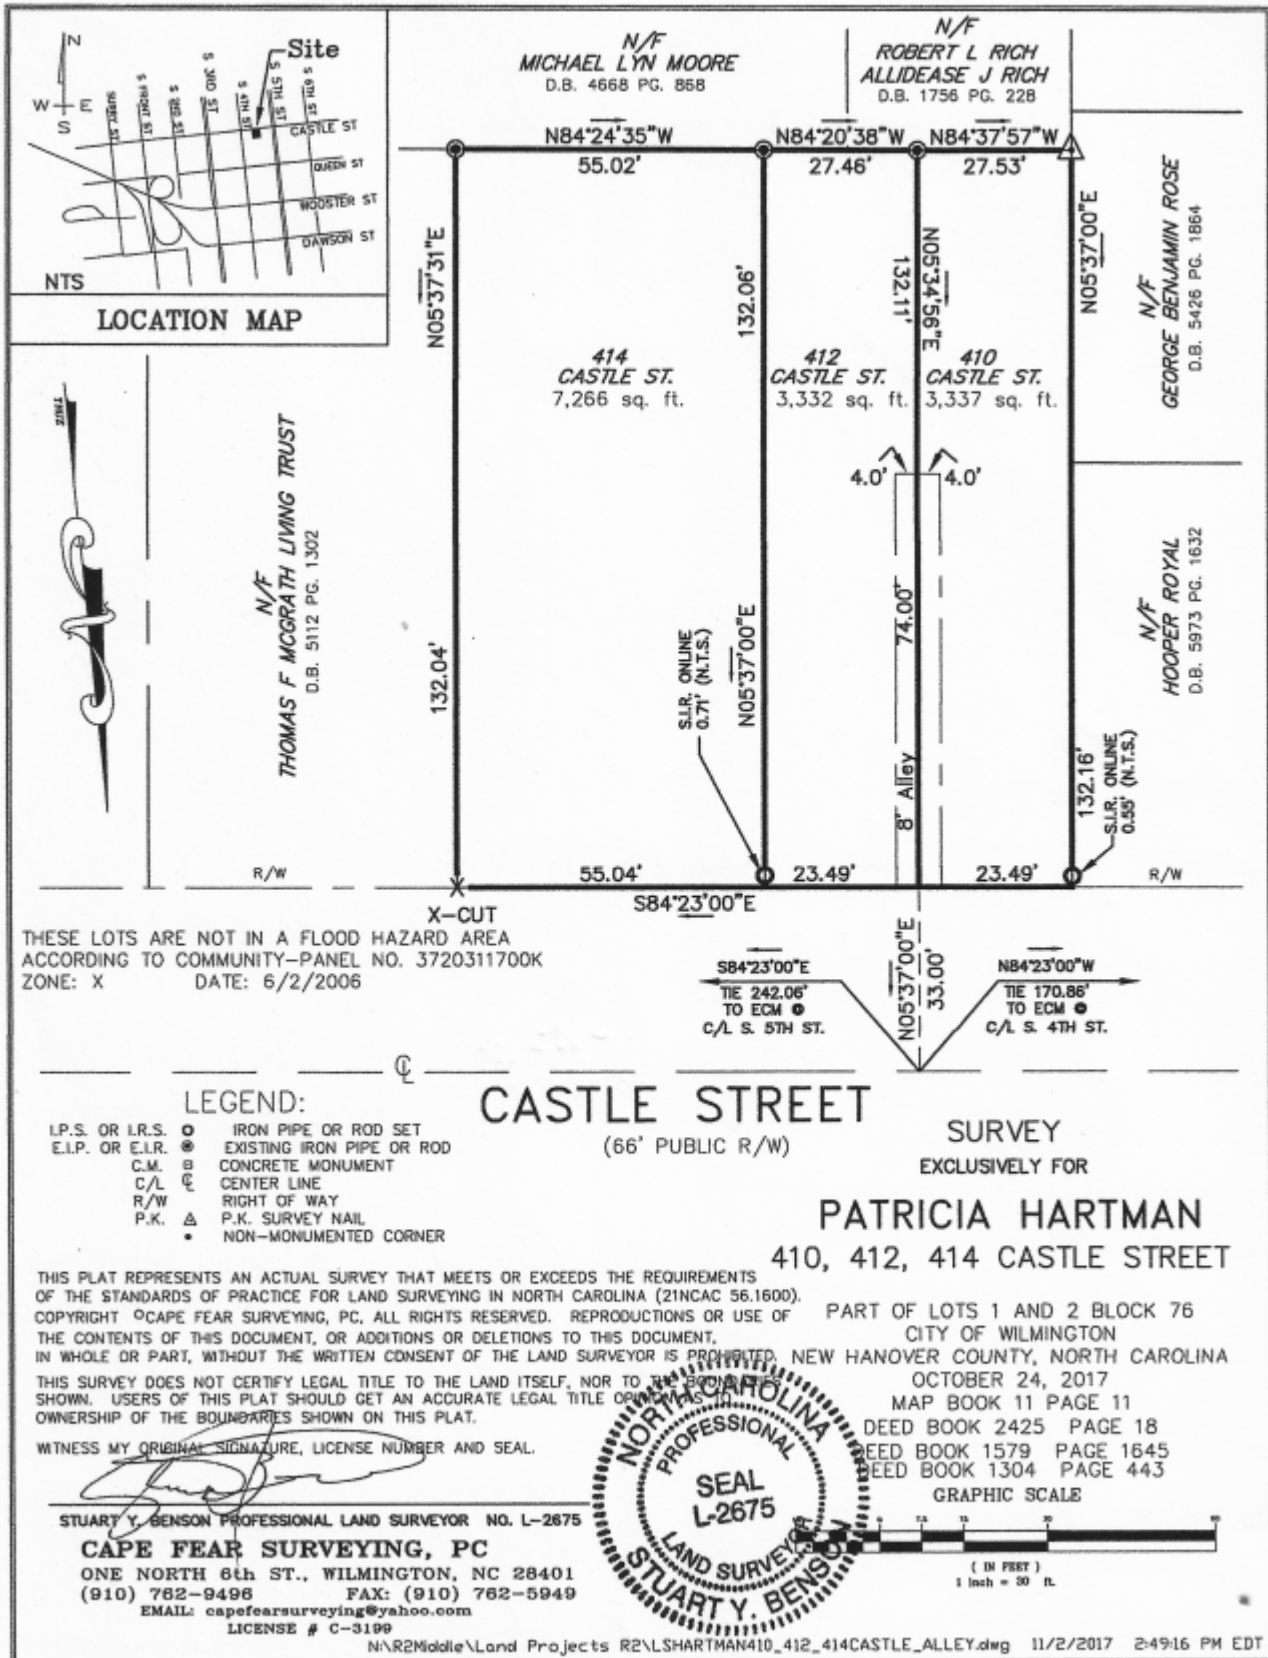 N
W E
S
Site
SURRY ST
S FRONT ST
S 2ND ST
S 3RD ST
S 4TH ST
S 5TH ST
S 6TH ST
CASTLE ST
QUEEN ST
WOOSTER ST
DAWSON ST
NTS
LOCATION MAP
N/F
MICHAEL LYN MOORE
D.B. 4668 PG. 868
N/F
ROBERT L RICH
ALLIDEASE J RICH
D.B. 1756 PG. 228
N84°24'35"W
55.02'
N84°20'38"W
27.46'
N84°37'57"W
27.53'
N05°37'31"E
132.04'
132.06'
N05°37'00"E
N05°34'56"E
132.11'
N05°37'00"E
132.16'
N/F
GEORGE BENJAMIN ROSE
D.B. 5426 PG. 1864
N/F
HOOPER ROYAL
D.B. 5973 PG. 1632
414
CASTLE ST.
7,266 sq. ft.
412
CASTLE ST.
3,332 sq. ft.
410
CASTLE ST.
3,337 sq. ft.
4.0' 4.0'
74.00'
8' Alley
TRUE
N/F
THOMAS F MCGRATH LIVING TRUST
D.B. 5112 PG. 1302
S.I.R. ONLINE
0.71' (N.T.S.)
S.I.R. ONLINE
0.55' (N.T.S.)
R/W
55.04'
23.49'
23.49'
R/W
X-CUT
S84°23'00"E
THESE LOTS ARE NOT IN A FLOOD HAZARD AREA
ACCORDING TO COMMUNITY-PANEL NO. 3720311700K
ZONE: X DATE: 6/2/2006
S84°23'00"E
TIE 242.06'
TO ECM
C/L S. 5TH ST.
N05°37'00"E
33.00'
N84°23'00"W
TIE 170.86'
TO ECM
C/L S. 4TH ST.
CASTLE STREET
(66' PUBLIC R/W)
LEGEND:
I.P.S. OR I.R.S. IRON PIPE OR ROD SET
E.I.P. OR E.I.R. EXISTING IRON PIPE OR ROD
C.M. CONCRETE MONUMENT
C/L CENTER LINE
R/W RIGHT OF WAY
P.K. P.K. SURVEY NAIL
NON-MONUMENTED CORNER
SURVEY
EXCLUSIVELY FOR
PATRICIA HARTMAN
410, 412, 414 CASTLE STREET
PART OF LOTS 1 AND 2 BLOCK 76
CITY OF WILMINGTON
NEW HANOVER COUNTY, NORTH CAROLINA
OCTOBER 24, 2017
MAP BOOK 11 PAGE 11
DEED BOOK 2425 PAGE 18
DEED BOOK 1579 PAGE 1645
DEED BOOK 1304 PAGE 443
GRAPHIC SCALE
( IN FEET )
1 inch = 30 ft.
THIS PLAT REPRESENTS AN ACTUAL SURVEY THAT MEETS OR EXCEEDS THE REQUIREMENTS
OF THE STANDARDS OF PRACTICE FOR LAND SURVEYING IN NORTH CAROLINA (21NCAC 56.1600).
COPYRIGHT ©CAPE FEAR SURVEYING, PC, ALL RIGHTS RESERVED. REPRODUCTIONS OR USE OF
THE CONTENTS OF THIS DOCUMENT, OR ADDITIONS OR DELETIONS TO THIS DOCUMENT,
IN WHOLE OR PART, WITHOUT THE WRITTEN CONSENT OF THE LAND SURVEYOR IS PROHIBITED.
THIS SURVEY DOES NOT CERTIFY LEGAL TITLE TO THE LAND ITSELF, NOR TO THE BOUNDARIES
SHOWN. USERS OF THIS PLAT SHOULD GET AN ACCURATE LEGAL TITLE OPINION AS TO
OWNERSHIP OF THE BOUNDARIES SHOWN ON THIS PLAT.
WITNESS MY ORIGINAL SIGNATURE, LICENSE NUMBER AND SEAL.
STUART Y. BENSON PROFESSIONAL LAND SURVEYOR NO. L-2675
CAPE FEAR SURVEYING, PC
ONE NORTH 6th ST., WILMINGTON, NC 28401
(910) 762-9496 FAX: (910) 762-5949
EMAIL: capefearsurveying@yahoo.com
LICENSE # C-3199
NORTH CAROLINA
PROFESSIONAL
SEAL
L-2675
LAND SURVEYOR
STUART Y. BENSON
N:\R2Middle\Land Projects R2\LSHARTMAN410_412_414CASTLE_ALLEY.dwg 11/2/2017 2:49:16 PM EDT